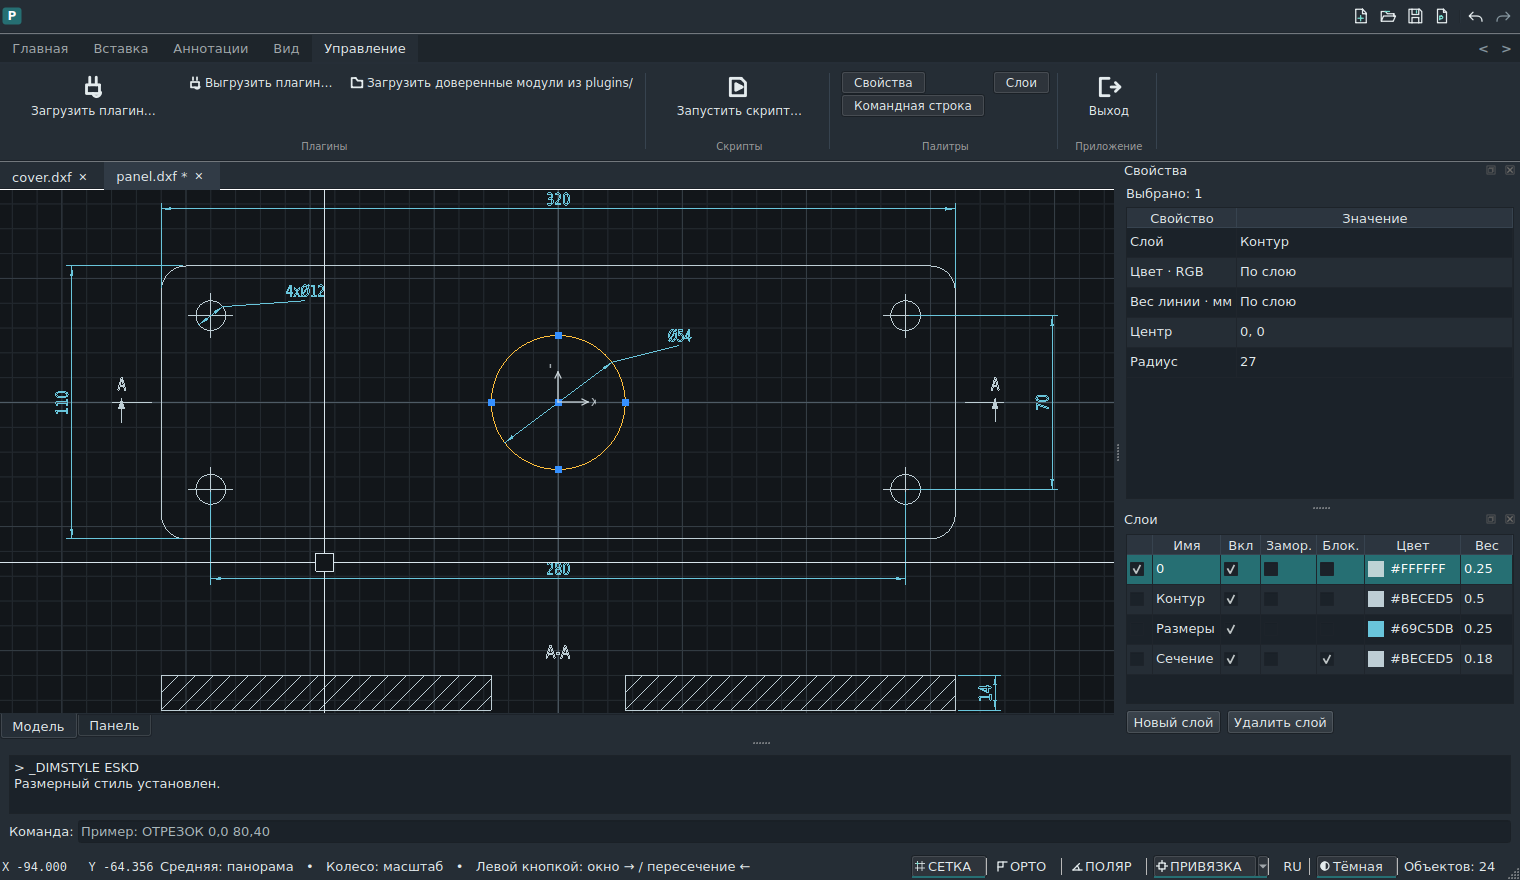 P
Главная Вставка Аннотации Вид Управление < >
Загрузить плагин...
Выгрузить плагин...
Загрузить доверенные модули из plugins/
Плагины
Запустить скрипт...
Скрипты
Свойства Слои
Командная строка
Палитры
Выход
Приложение
cover.dxf ×
panel.dxf * ×
320
4xØ12
Ø54
110
A
A
70
X
280
A-A
14
Модель Панель
Свойства
Выбрано: 1
Свойство Значение
Слой Контур
Цвет · RGB По слою
Вес линии · мм По слою
Центр 0, 0
Радиус 27
Слои
Имя Вкл Замор. Блок. Цвет Вес
0 #FFFFFF 0.25
Контур #BECED5 0.5
Размеры #69C5DB 0.25
Сечение #BECED5 0.18
Новый слой Удалить слой
> _DIMSTYLE ESKD
Размерный стиль установлен.
Команда: Пример: ОТРЕЗОК 0,0 80,40
X -94.000 Y -64.356 Средняя: панорама • Колесо: масштаб • Левой кнопкой: окно → / пересечение ←
СЕТКА ОРТО ПОЛЯР ПРИВЯЗКА RU Тёмная Объектов: 24